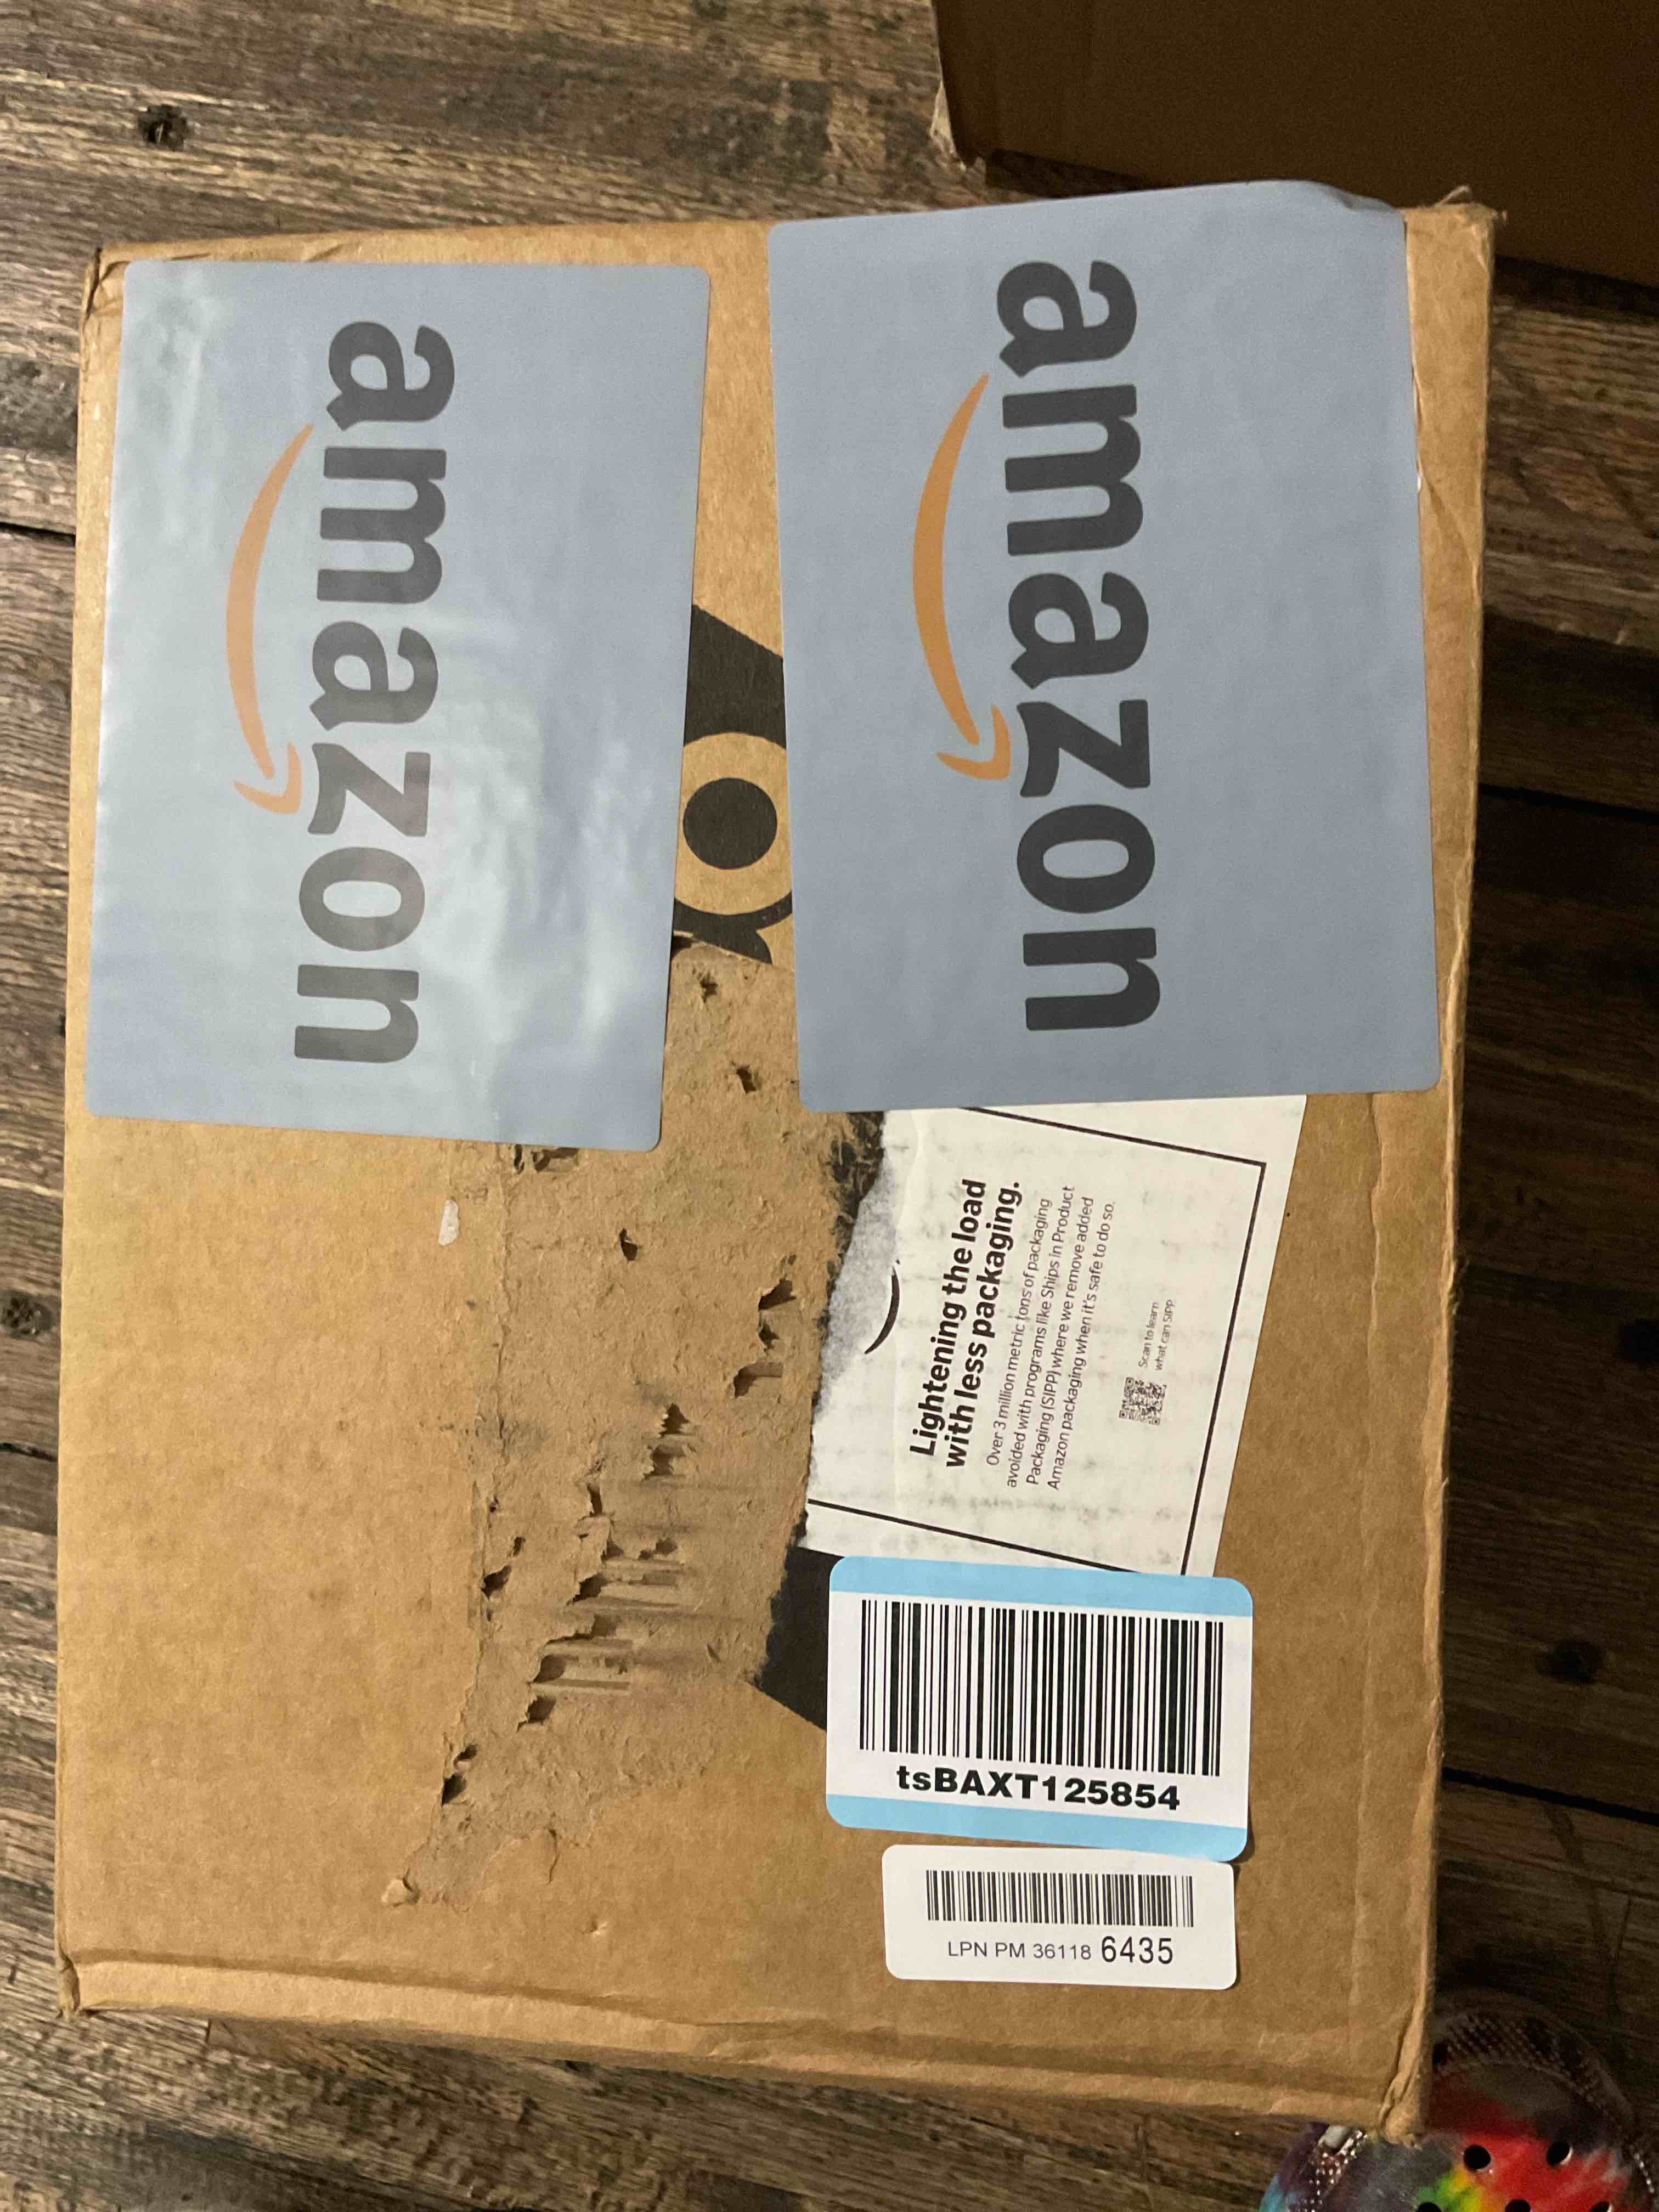 amazon
amazon
Lightening the load
with less packaging.
Over 3 million metric tons of packaging
avoided with programs like Ships in Product
Packaging (SIPP) where we remove added
Amazon packaging when it's safe to do so.
Scan to learn
what can SIPP
tsBAXT125854
LPN PM 36118 6435